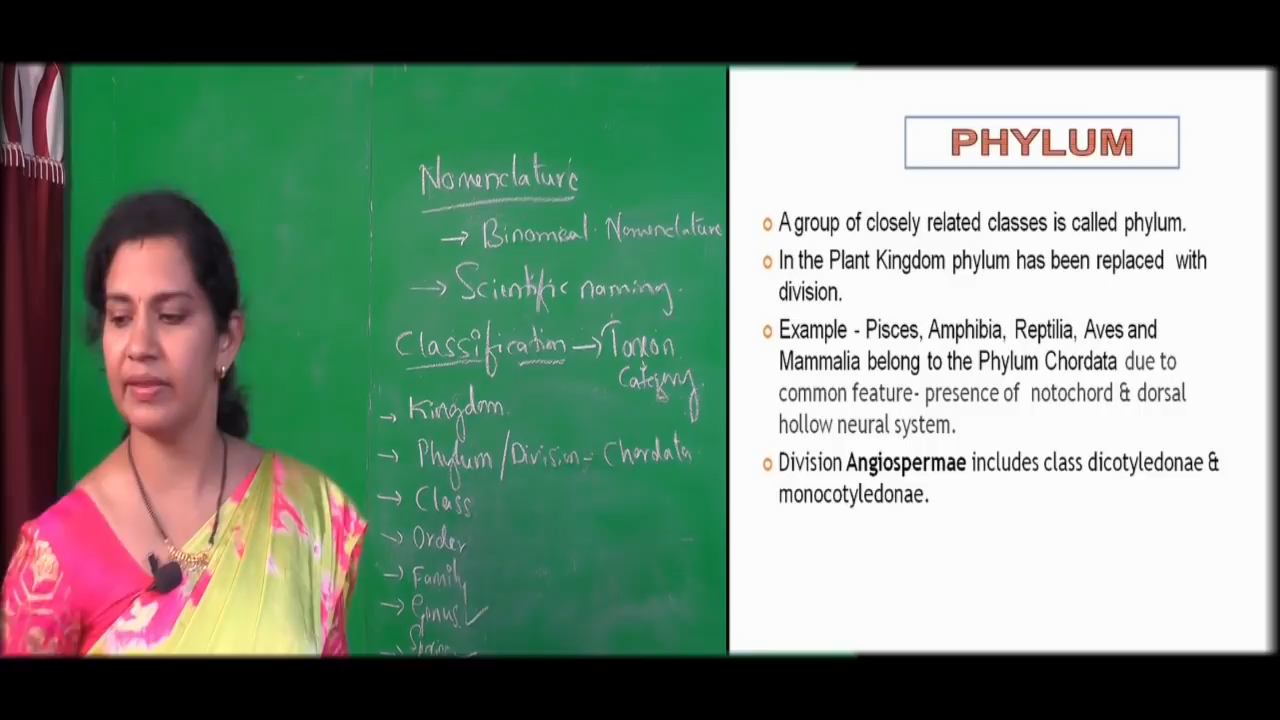 Nomenclature
→ Binomial Nomenclature
→ Scientific naming.
Classification → Taxon
Category.
→ Kingdom.
→ Phylum/Division - Chordata.
→ Class
→ Order
→ Family
→ Genus ✓
PHYLUM
A group of closely related classes is called phylum.
In the Plant Kingdom phylum has been replaced with
division.
Example - Pisces, Amphibia, Reptilia, Aves and
Mammalia belong to the Phylum Chordata due to
common feature- presence of notochord & dorsal
hollow neural system.
Division Angiospermae includes class dicotyledonae &
monocotyledonae.